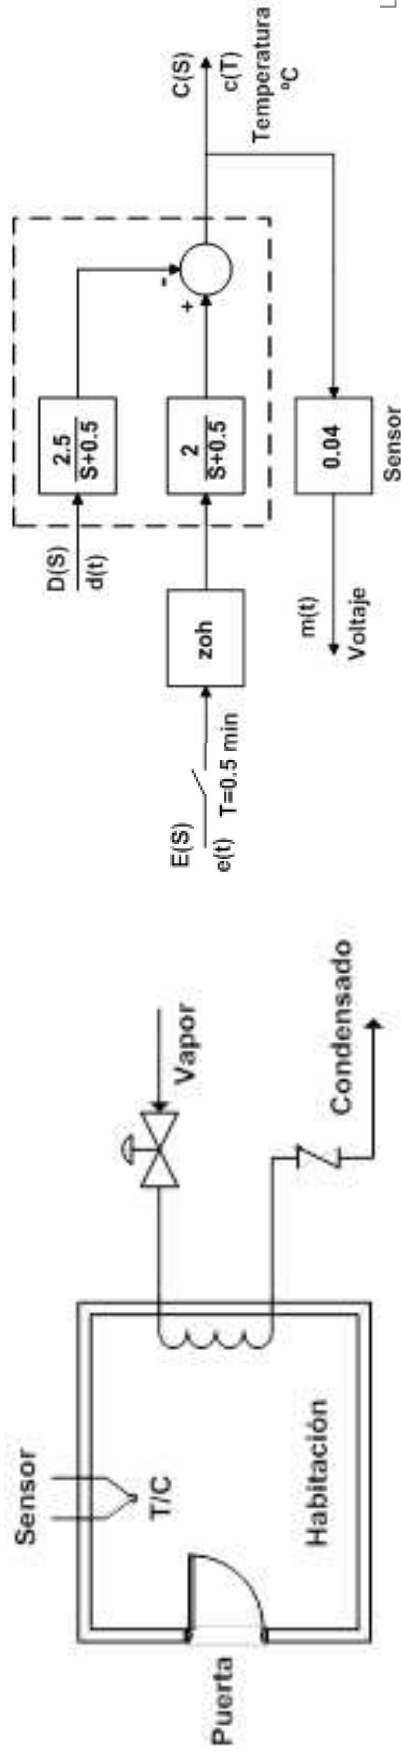 Sensor
T/C
Puerta
Habitación
Vapor
Condensado
D(S)
d(t)
2.5
S+0.5
E(S)
e(t)
T=0.5 min
zoh
2
S+0.5
-
+
C(S)
c(T)
Temperatura
ºC
m(t)
Voltaje
0.04
Sensor